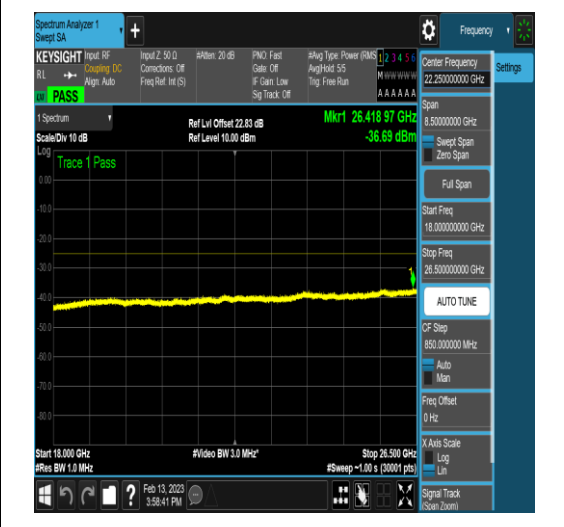 Spectrum Analyzer 1
Swept SA
Frequency
KEYSIGHT
RL
Input: RF
Coupling: DC
Align: Auto
Input Z: 50 Ω
Corrections: Off
Freq Ref: Int (S)
#Atten: 20 dB
PNO: Fast
Gate: Off
IF Gain: Low
Sig Track: Off
#Avg Type: Power (RMS
Avg|Hold: 5/5
Trig: Free Run
1 2 3 4 5 6
M W W W W W
A A A A A A
PASS
1 Spectrum
Scale/Div 10 dB
Ref Lvl Offset 22.83 dB
Ref Level 10.00 dBm
Mkr1 26.418 97 GHz
-36.69 dBm
Log
Trace 1 Pass
0.00
-10.0
-20.0
-30.0
-40.0
-50.0
-60.0
-70.0
-80.0
1
Start 18.000 GHz
#Res BW 1.0 MHz
#Video BW 3.0 MHz*
Stop 26.500 GHz
#Sweep ~1.00 s (30001 pts)
?
Feb 13, 2023
3:58:41 PM
Center Frequency
22.250000000 GHz
Settings
Span
8.50000000 GHz
Swept Span
Zero Span
Full Span
Start Freq
18.000000000 GHz
Stop Freq
26.500000000 GHz
AUTO TUNE
CF Step
850.000000 MHz
Auto
Man
Freq Offset
0 Hz
X Axis Scale
Log
Lin
Signal Track
(Span Zoom)